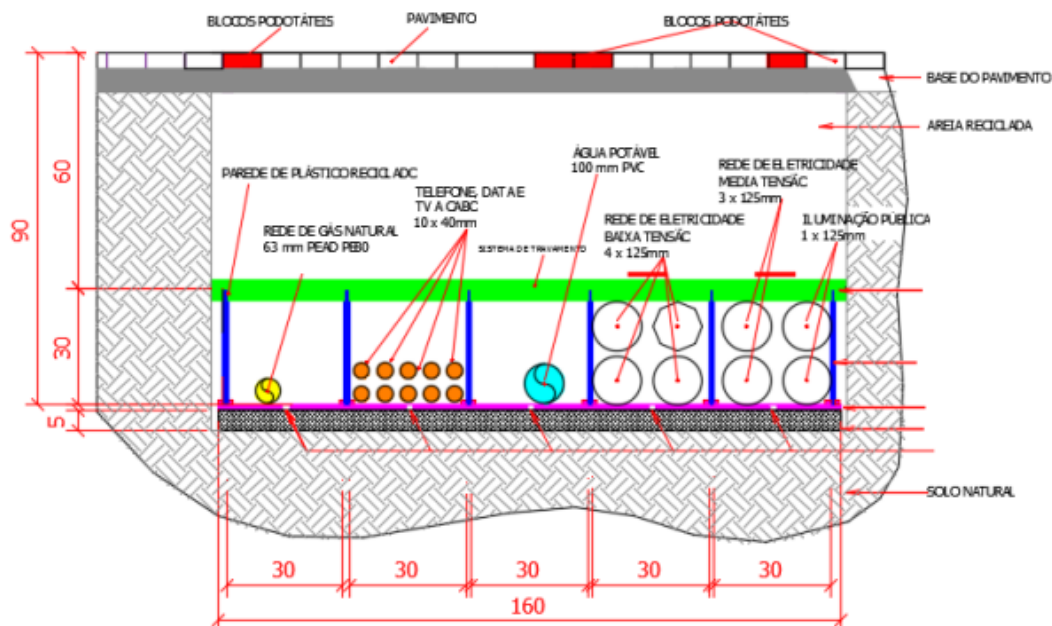 BLOCOS PODOTÁTEIS
PAVIMENTO
BLOCOS PODOTÁTEIS
BASE DO PAVIMENTO
AREIA RECICLADA
PAREDE DE PLÁSTICO RECICLADC
REDE DE GÁS NATURAL
63 mm PEAD PE80
TELEFONE, DATA E
TV A CABC
10 x 40mm
ÁGUA POTÁVEL
100 mm PVC
SISTEMA DE TRAVAMENTO
REDE DE ELETRICIDADE
BAIXA TENSÃC
4 x 125mm
REDE DE ELETRICIDADE
MEDIA TENSÃC
3 x 125mm
ILUMINAÇÃO PÚBLICA
1 x 125mm
90
60
30
5
SOLO NATURAL
30
30
30
30
30
160